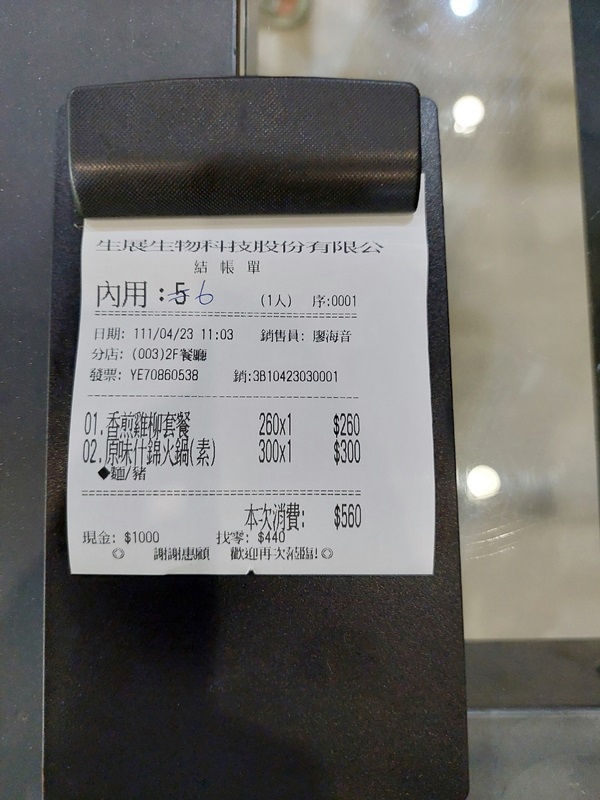 生展生物科技股份有限公
結帳單
內用：5 6 (1人) 序:0001
日期: 111/04/23 11:03 銷售員: 廖海音
分店: (003)2F餐廳
發票: YE70860538 銷:3B10423030001
01.香煎雞柳套餐 260x1 $260
02.原味什錦火鍋(素) 300x1 $300
◆麵/豬
本次消費: $560
現金: $1000 找零: $440
◎ 謝謝惠顧 歡迎再次蒞臨!◎